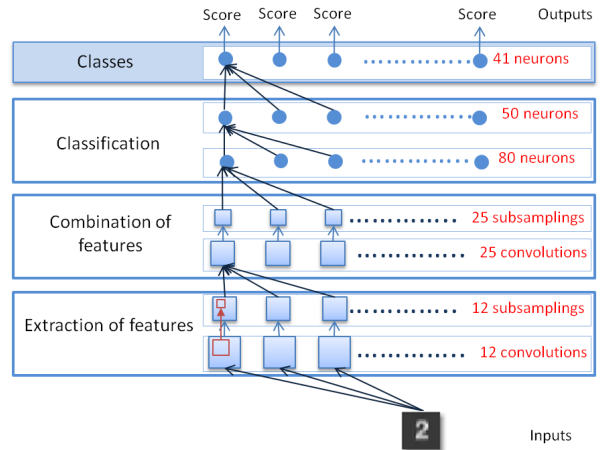 Score Score Score Score Outputs
Classes 41 neurons
50 neurons
Classification
80 neurons
Combination of
features
25 subsamplings
25 convolutions
12 subsamplings
Extraction of features
12 convolutions
2
Inputs